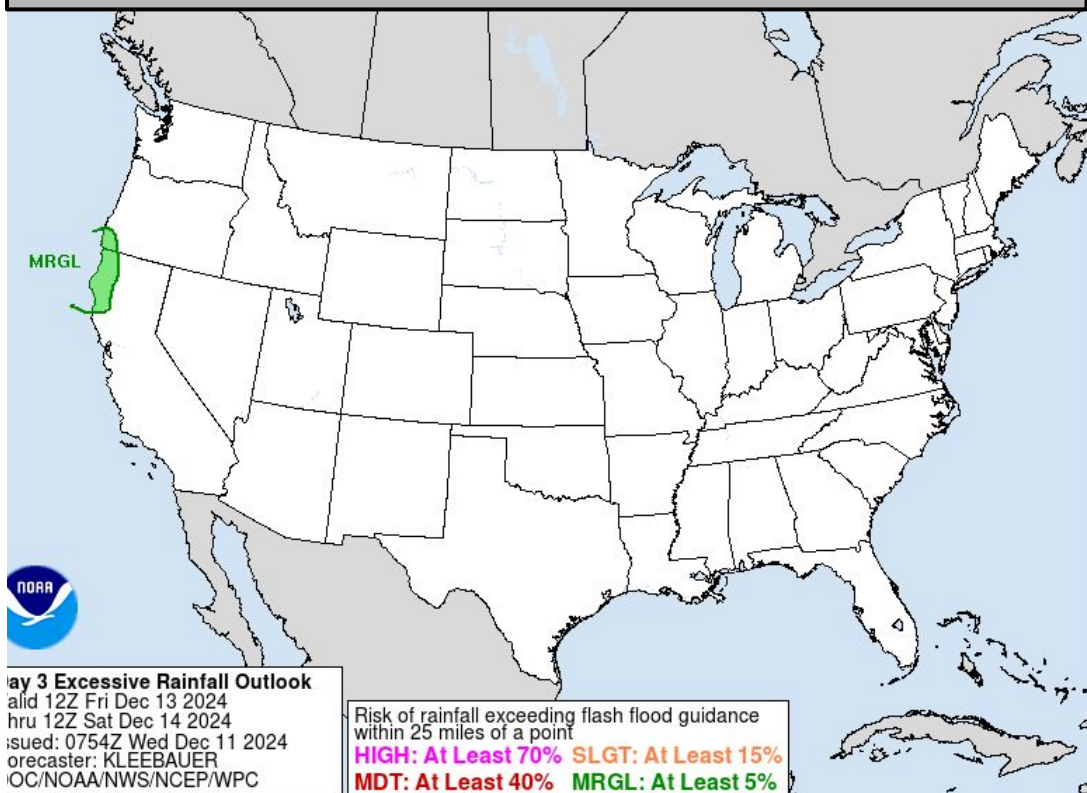 MRGL
NOAA
ay 3 Excessive Rainfall Outlook
alid 12Z Fri Dec 13 2024
hru 12Z Sat Dec 14 2024
ssued: 0754Z Wed Dec 11 2024
orecaster: KLEEBAUER
OC/NOAA/NWS/NCEP/WPC
Risk of rainfall exceeding flash flood guidance
within 25 miles of a point
HIGH: At Least 70% SLGT: At Least 15%
MDT: At Least 40% MRGL: At Least 5%